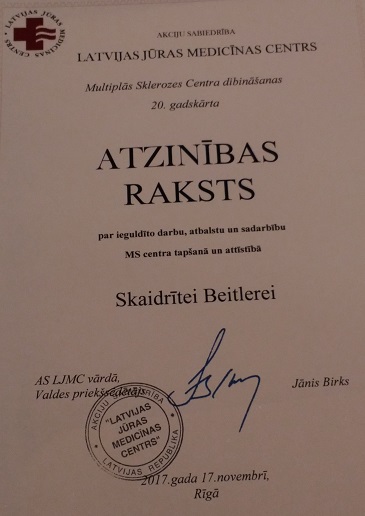 LATVIJAS JŪRAS MEDICĪNAS CENTRS
AKCIJU SABIEDRĪBA
LATVIJAS JŪRAS MEDICĪNAS CENTRS
Multiplās Sklerozes Centra dibināšanas
20. gadskārta
ATZINĪBAS
RAKSTS
par ieguldīto darbu, atbalstu un sadarbību
MS centra tapšanā un attīstībā
Skaidrītei Beitlerei
AS LJMC vārdā,
Valdes priekšsēdētājs
Jānis Birks
AKCIJU SABIEDRĪBA
"LATVIJAS
JŪRAS
MEDICĪNAS
CENTRS"
LATVIJAS REPUBLIKA
2017.gada 17.novembrī,
Rīgā